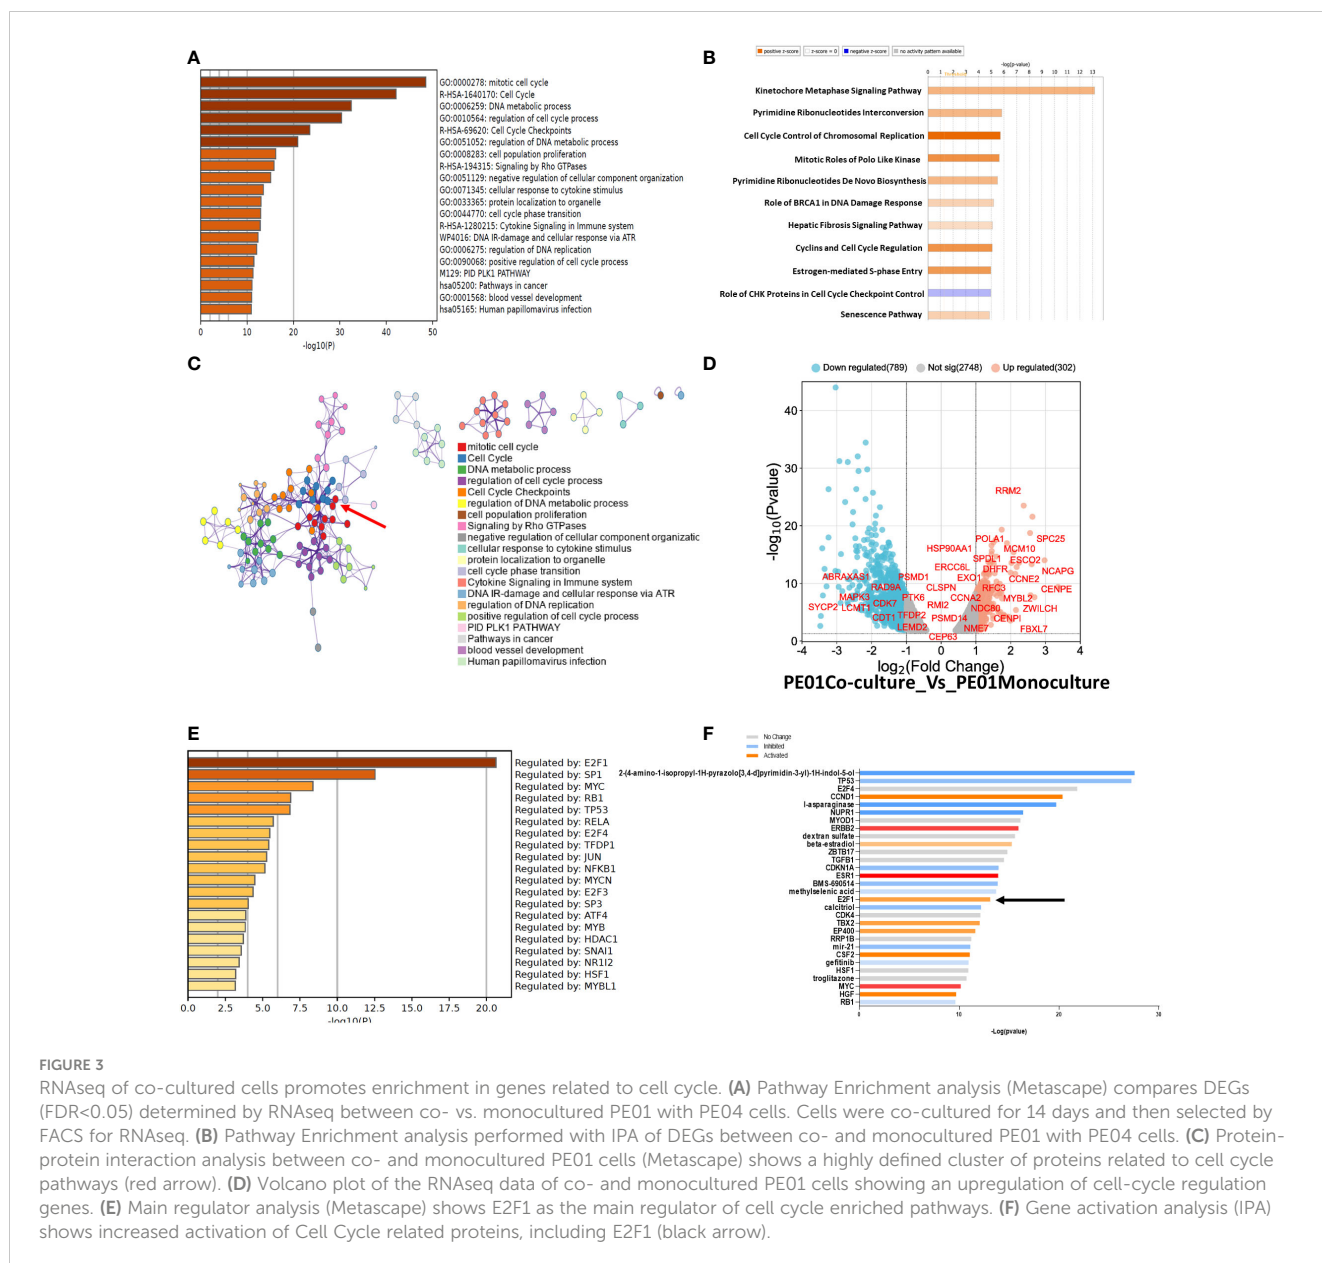 A
GO:0000278: mitotic cell cycle
R-HSA-1640170: Cell Cycle
GO:0006259: DNA metabolic process
GO:0010564: regulation of cell cycle process
R-HSA-69620: Cell Cycle Checkpoints
GO:0051052: regulation of DNA metabolic process
GO:0008283: cell population proliferation
R-HSA-194315: Signaling by Rho GTPases
GO:0051129: negative regulation of cellular component organization
GO:0071345: cellular response to cytokine stimulus
GO:0033365: protein localization to organelle
GO:0044770: cell cycle phase transition
R-HSA-1280215: Cytokine Signaling in Immune system
WP4016: DNA IR-damage and cellular response via ATR
GO:0006275: regulation of DNA replication
GO:0090068: positive regulation of cell cycle process
M129: PID PLK1 PATHWAY
hsa05200: Pathways in cancer
GO:0001568: blood vessel development
hsa05165: Human papillomavirus infection
0 10 20 30 40 50
-log10(P)
B
positive z-score z-score = 0 negative z-score no activity pattern available
-log(p-value)
0 1 2 3 4 5 6 7 8 9 10 11 12 13
Kinetochore Metaphase Signaling Pathway
Pyrimidine Ribonucleotides Interconversion
Cell Cycle Control of Chromosomal Replication
Mitotic Roles of Polo Like Kinase
Pyrimidine Ribonucleotides De Novo Biosynthesis
Role of BRCA1 in DNA Damage Response
Hepatic Fibrosis Signaling Pathway
Cyclins and Cell Cycle Regulation
Estrogen-mediated S-phase Entry
Role of CHK Proteins in Cell Cycle Checkpoint Control
Senescence Pathway
C
mitotic cell cycle
Cell Cycle
DNA metabolic process
regulation of cell cycle process
Cell Cycle Checkpoints
regulation of DNA metabolic process
cell population proliferation
Signaling by Rho GTPases
negative regulation of cellular component organizatic
cellular response to cytokine stimulus
protein localization to organelle
cell cycle phase transition
Cytokine Signaling in Immune system
DNA IR-damage and cellular response via ATR
regulation of DNA replication
positive regulation of cell cycle process
PID PLK1 PATHWAY
Pathways in cancer
blood vessel development
Human papillomavirus infection
D
Down regulated(789) Not sig(2748) Up regulated(302)
-log10(Pvalue)
40
30
20
10
0
RRM2
POLA1 SPC25
HSP90AA1 MCM10
SPDL1 ESCO2
ERCC6L DHFR NCAPG
ABRAXAS1 PSMD1 EXO1 CCNE2
RAD9A CLSPN RFC3 CENPE
MAPK3 PTK6 CCNA2 MYBL2
SYCP2 LCMT1 CDK7 RMI2 NDC80 ZWILCH
CDT1 TFDP2 PSMD14 CENPI
LEMD2 NME7 FBXL7
CEP63
-4 -3 -2 -1 0 1 2 3 4
log2(Fold Change)
PE01Co-culture_Vs_PE01Monoculture
E
Regulated by: E2F1
Regulated by: SP1
Regulated by: MYC
Regulated by: RB1
Regulated by: TP53
Regulated by: RELA
Regulated by: E2F4
Regulated by: TFDP1
Regulated by: JUN
Regulated by: NFKB1
Regulated by: MYCN
Regulated by: E2F3
Regulated by: SP3
Regulated by: ATF4
Regulated by: MYB
Regulated by: HDAC1
Regulated by: SNAI1
Regulated by: NR1I2
Regulated by: HSF1
Regulated by: MYBL1
0.0 2.5 5.0 7.5 10.0 12.5 15.0 17.5 20.0
-log10(P)
F
No Change
Inhibited
Activated
2-(4-amino-1-isopropyl-1H-pyrazolo[3,4-d]pyrimidin-3-yl)-1H-indol-5-ol
TP53
E2F4
CCND1
l-asparaginase
NUPR1
MYOD1
ERBB2
dextran sulfate
beta-estradiol
ZBTB17
TGFB1
CDKN1A
ESR1
BMS-690514
methylselenic acid
E2F1
calcitriol
CDK4
TBX2
EP400
RRP1B
mir-21
CSF2
gefitinib
HSF1
troglitazone
MYC
HGF
RB1
0 10 20 30
-Log(pvalue)
FIGURE 3
RNAseq of co-cultured cells promotes enrichment in genes related to cell cycle. (A) Pathway Enrichment analysis (Metascape) compares DEGs
(FDR<0.05) determined by RNAseq between co- vs. monocultured PE01 with PE04 cells. Cells were co-cultured for 14 days and then selected by
FACS for RNAseq. (B) Pathway Enrichment analysis performed with IPA of DEGs between co- and monocultured PE01 with PE04 cells. (C) Protein-
protein interaction analysis between co- and monocultured PE01 cells (Metascape) shows a highly defined cluster of proteins related to cell cycle
pathways (red arrow). (D) Volcano plot of the RNAseq data of co- and monocultured PE01 cells showing an upregulation of cell-cycle regulation
genes. (E) Main regulator analysis (Metascape) shows E2F1 as the main regulator of cell cycle enriched pathways. (F) Gene activation analysis (IPA)
shows increased activation of Cell Cycle related proteins, including E2F1 (black arrow).